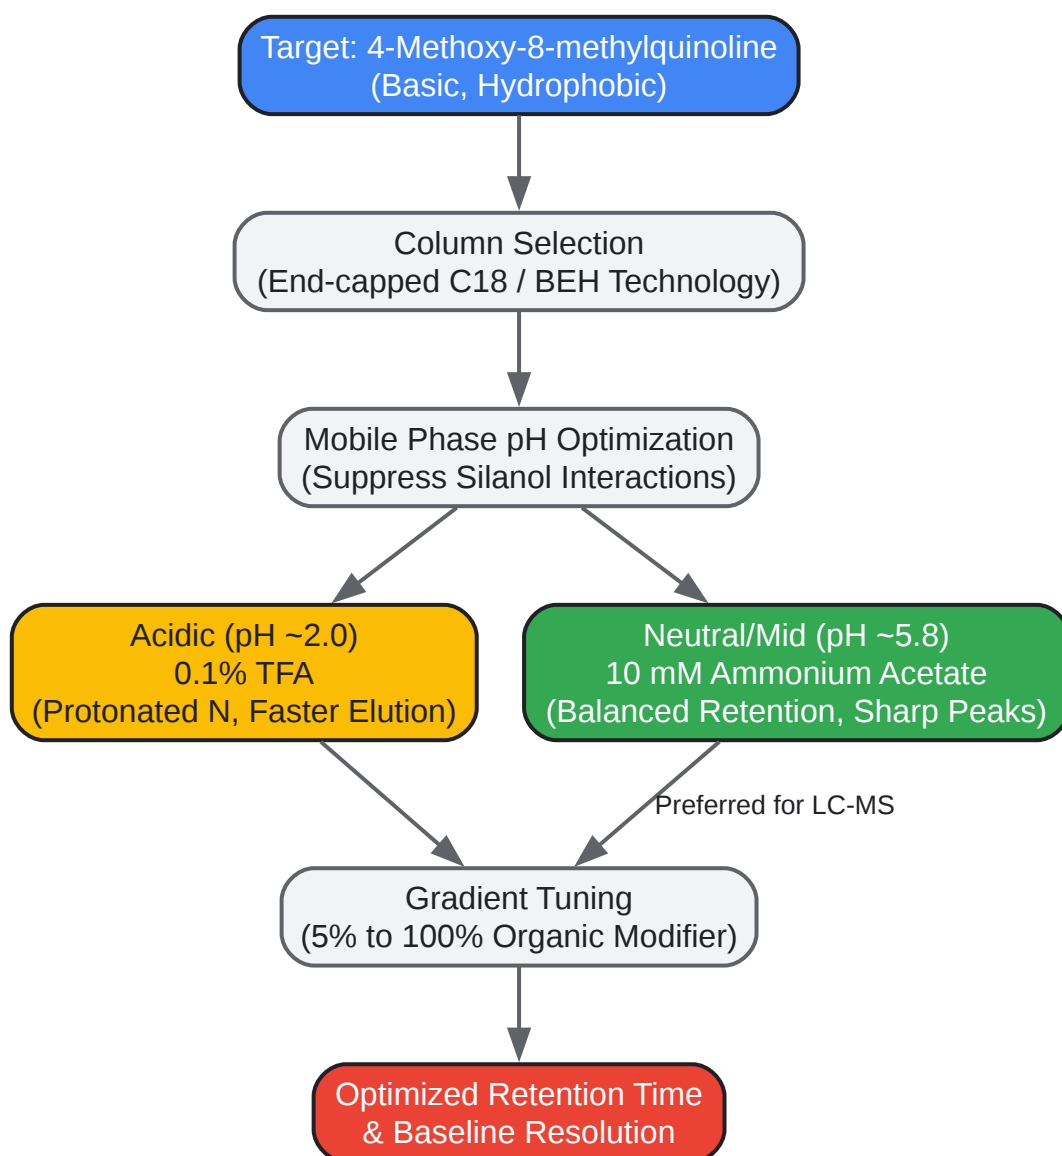 Target: 4-Methoxy-8-methylquinoline
(Basic, Hydrophobic)
Column Selection
(End-capped C18 / BEH Technology)
Mobile Phase pH Optimization
(Suppress Silanol Interactions)
Acidic (pH ~2.0)
0.1% TFA
(Protonated N, Faster Elution)
Neutral/Mid (pH ~5.8)
10 mM Ammonium Acetate
(Balanced Retention, Sharp Peaks)
Preferred for LC-MS
Gradient Tuning
(5% to 100% Organic Modifier)
Optimized Retention Time
& Baseline Resolution